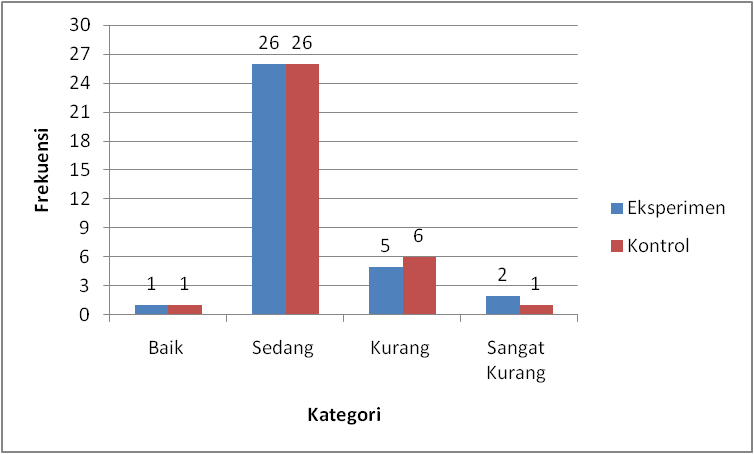 30
27
24
21
18
15
12
9
6
3
0
Frekuensi
1 1
26 26
5 6
2 1
Baik
Sedang
Kurang
Sangat
Kurang
Kategori
Eksperimen
Kontrol